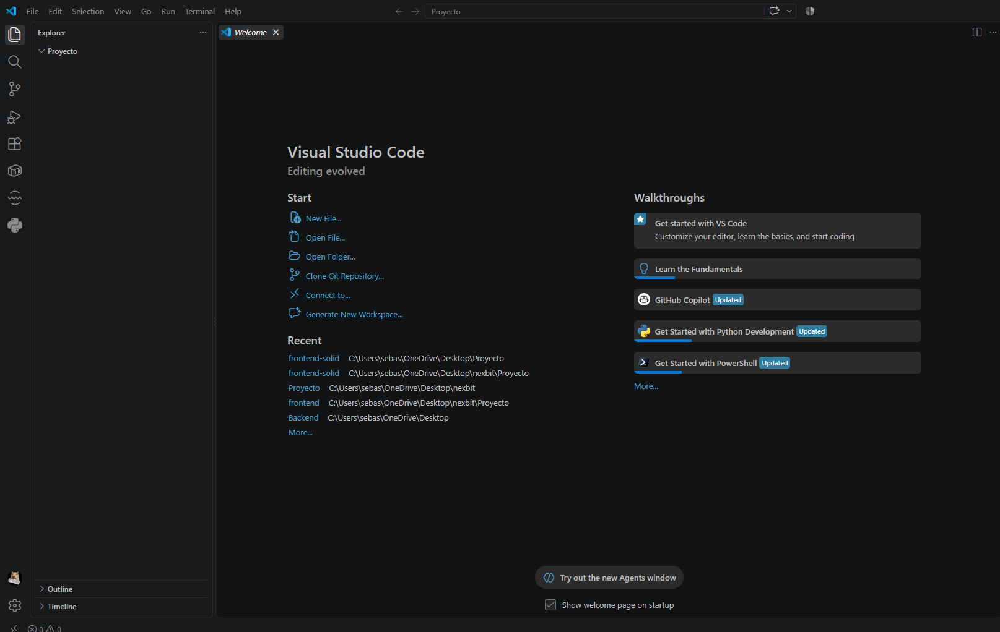 File Edit Selection View Go Run Terminal Help
Proyecto
Explorer
Welcome
Proyecto
Visual Studio Code
Editing evolved
Start
New File...
Open File...
Open Folder...
Clone Git Repository...
Connect to...
Generate New Workspace...
Recent
frontend-solid C:\Users\sebas\OneDrive\Desktop\Proyecto
frontend-solid C:\Users\sebas\OneDrive\Desktop\nexbit\Proyecto
Proyecto C:\Users\sebas\OneDrive\Desktop\nexbit
frontend C:\Users\sebas\OneDrive\Desktop\nexbit\Proyecto
Backend C:\Users\sebas\OneDrive\Desktop
More...
Walkthroughs
Get started with VS Code
Customize your editor, learn the basics, and start coding
Learn the Fundamentals
GitHub Copilot Updated
Get Started with Python Development Updated
Get Started with PowerShell Updated
More...
Try out the new Agents window
Show welcome page on startup
Outline
Timeline
0 0